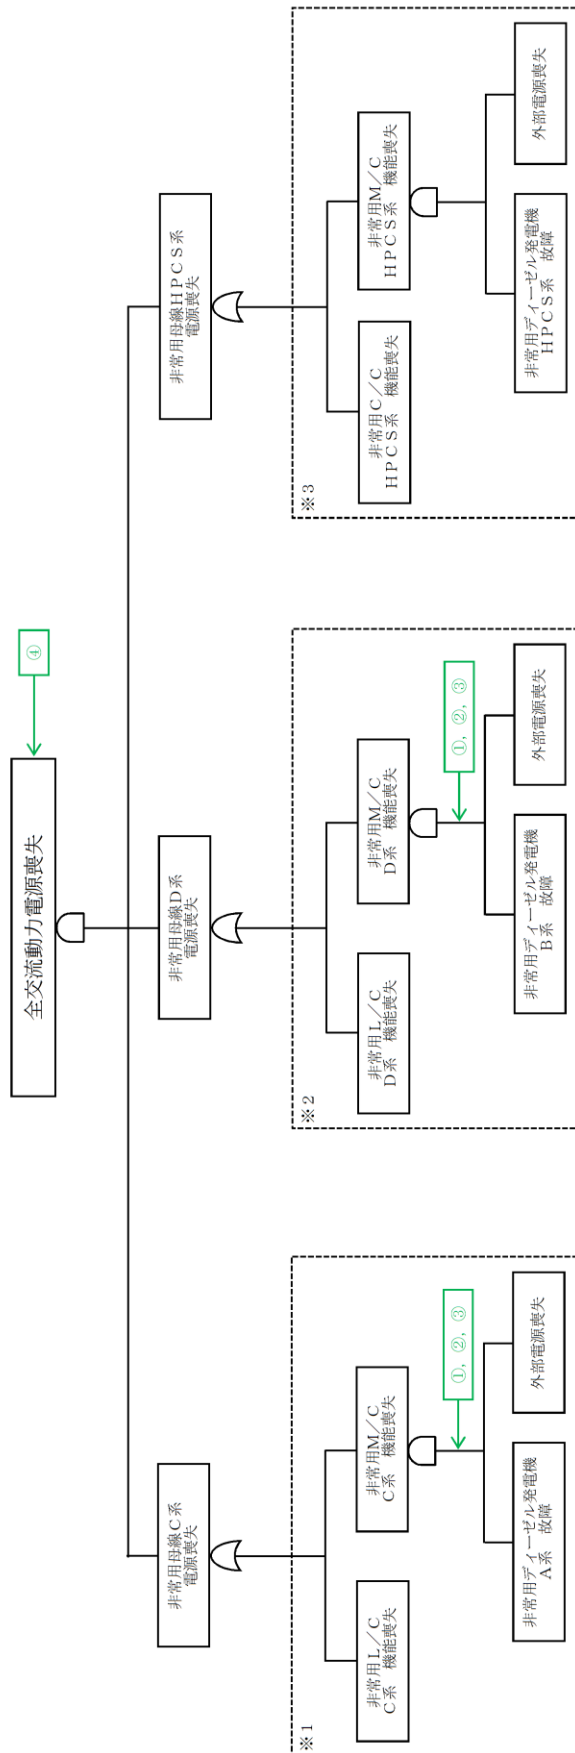 全交流動力電源喪失
④
非常用母線C系
電源喪失
非常用母線D系
電源喪失
非常用母線HPCS系
電源喪失
※1
非常用L/C
C系 機能喪失
非常用M/C
C系 機能喪失
①, ②, ③
非常用ディーゼル発電機
A系 故障
外部電源喪失
※2
非常用L/C
D系 機能喪失
非常用M/C
D系 機能喪失
①, ②, ③
非常用ディーゼル発電機
B系 故障
外部電源喪失
※3
非常用C/C
HPCS系 機能喪失
非常用M/C
HPCS系 機能喪失
非常用ディーゼル発電機
HPCS系 故障
外部電源喪失